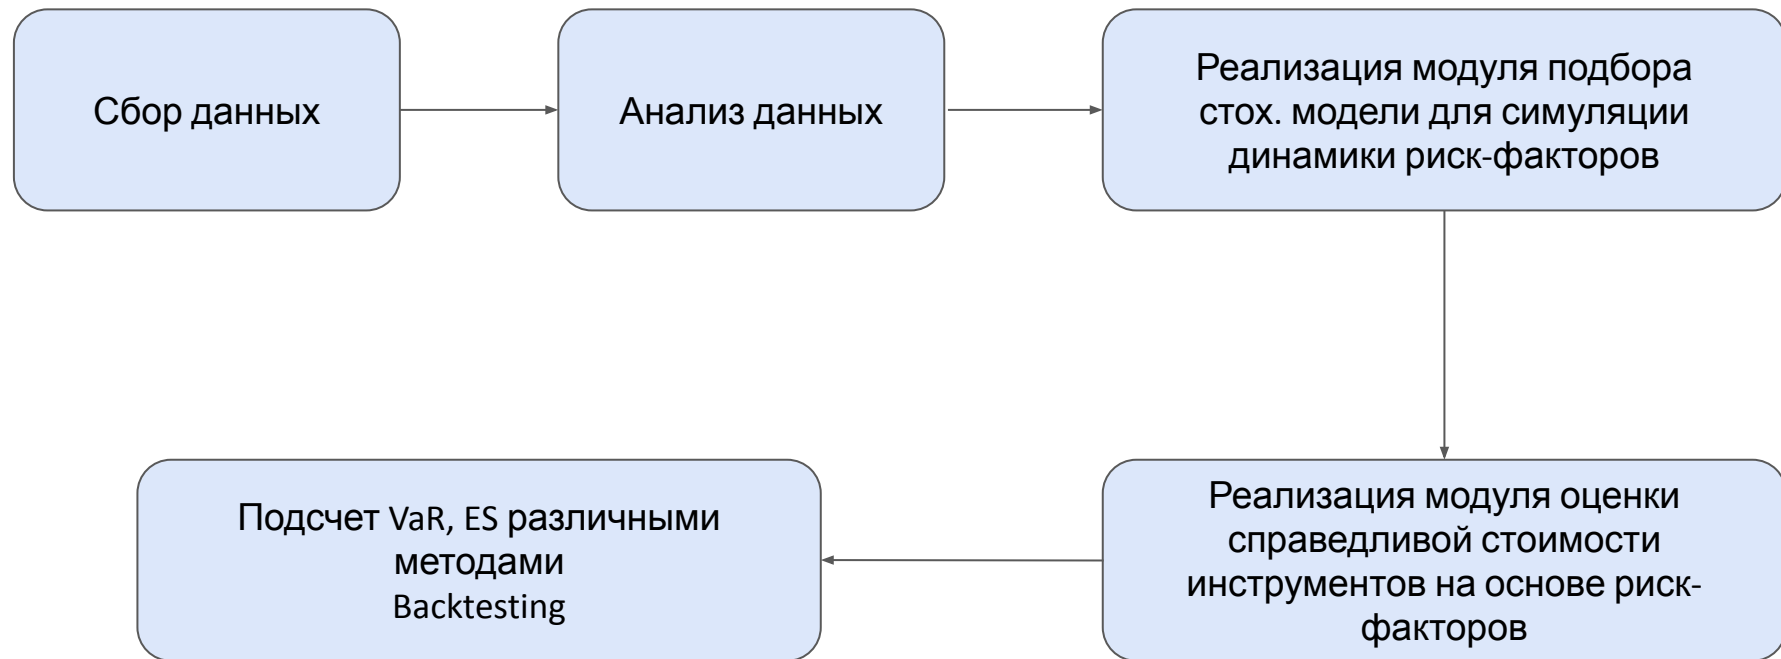 Сбор данных
Анализ данных
Реализация модуля подбора
стох. модели для симуляции
динамики риск-факторов
Реализация модуля оценки
справедливой стоимости
инструментов на основе риск-
факторов
Подсчет VaR, ES различными
методами
Backtesting